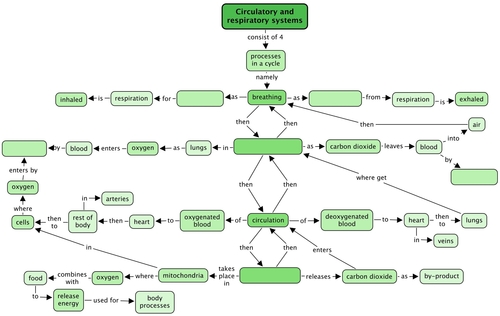 Circulatory and
respiratory systems
consist of 4
processes
in a cycle
namely
inhaled
is
respiration
for
as
breathing
as
from
respiration
is
exhaled
then
then
then
air
into
by
blood
enters
oxygen
as
lungs
in
as
carbon dioxide
leaves
blood
by
enters by
oxygen
where
cells
then
then
where get
in
arteries
then
to
rest of
body
then
heart
to
oxygenated
blood
of
circulation
of
deoxygenated
blood
to
heart
then
to
lungs
in
veins
in
then
then
enters
food
combines
with
oxygen
where
mitochondria
takes
place
in
releases
carbon dioxide
as
by-product
to
release
energy
used for
body
processes